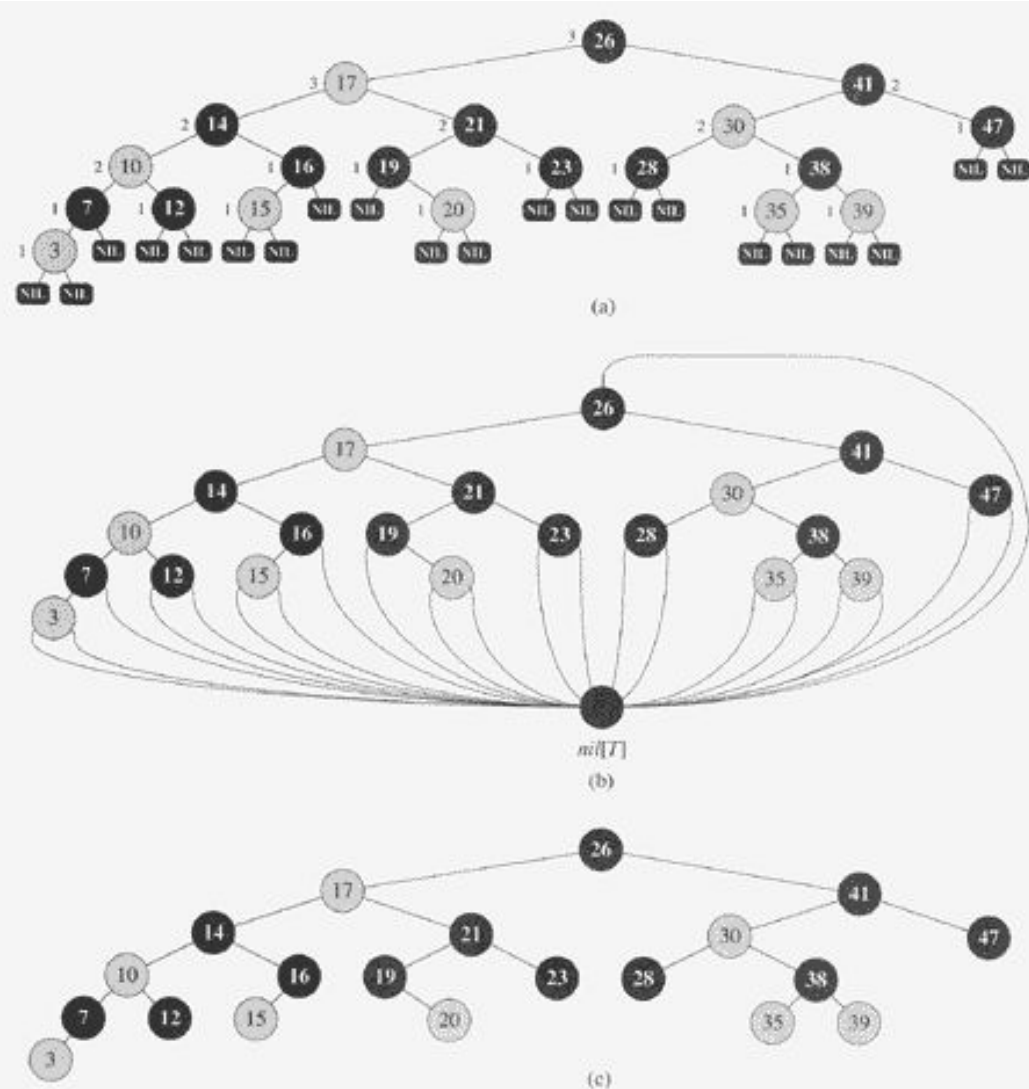 3 26
3 17 41 2
2 14 2 21 2 30 1 47
2 10 1 16 1 19 1 23 1 28 1 38 NIL NIL
1 7 1 12 1 15 NIL NIL 1 20 NIL NIL NIL NIL 1 35 1 39
1 3 NIL NIL NIL NIL NIL NIL NIL NIL NIL NIL NIL
NIL NIL
(a)
26
17 41
14 21 30 47
10 16 19 23 28 38
7 12 15 20 35 39
3
nil[T]
(b)
26
17 41
14 21 30 47
10 16 19 23 28 38
7 12 15 20 35 39
3
(c)